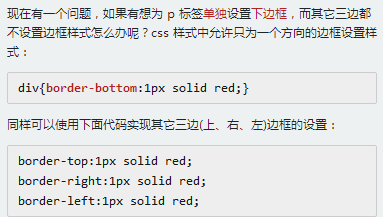 现在有一个问题,如果有想为 p 标签单独设置下边框,而其它三边都
不设置边框样式怎么办呢?css 样式中允许只为一个方向的边框设置样
式:
div{border-bottom:1px solid red;}
同样可以使用下面代码实现其它三边(上、右、左)边框的设置:
border-top:1px solid red;
border-right:1px solid red;
border-left:1px solid red;